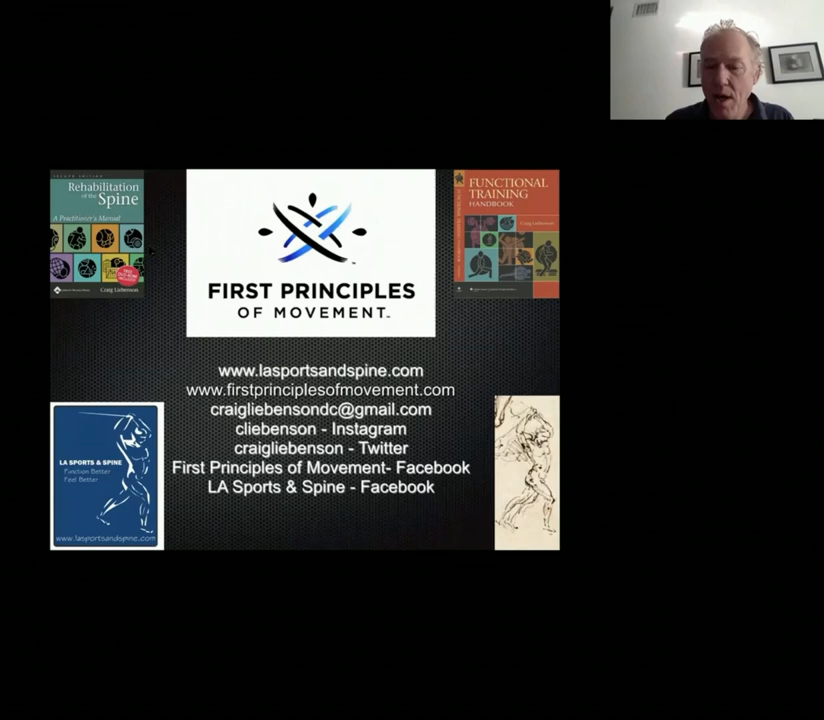 SECOND EDITION
Rehabilitation
of the Spine
A Practitioner's Manual
Craig Liebenson
FIRST PRINCIPLES
OF MOVEMENT
FUNCTIONAL
TRAINING
HANDBOOK
Craig Liebenson
www.lasportsandspine.com
www.firstprinciplesofmovement.com
craigliebensondc@gmail.com
cliebenson - Instagram
craigliebenson - Twitter
First Principles of Movement- Facebook
LA Sports & Spine - Facebook
LA SPORTS & SPINE
Function Better
Feel Better
www.lasportsandspine.com